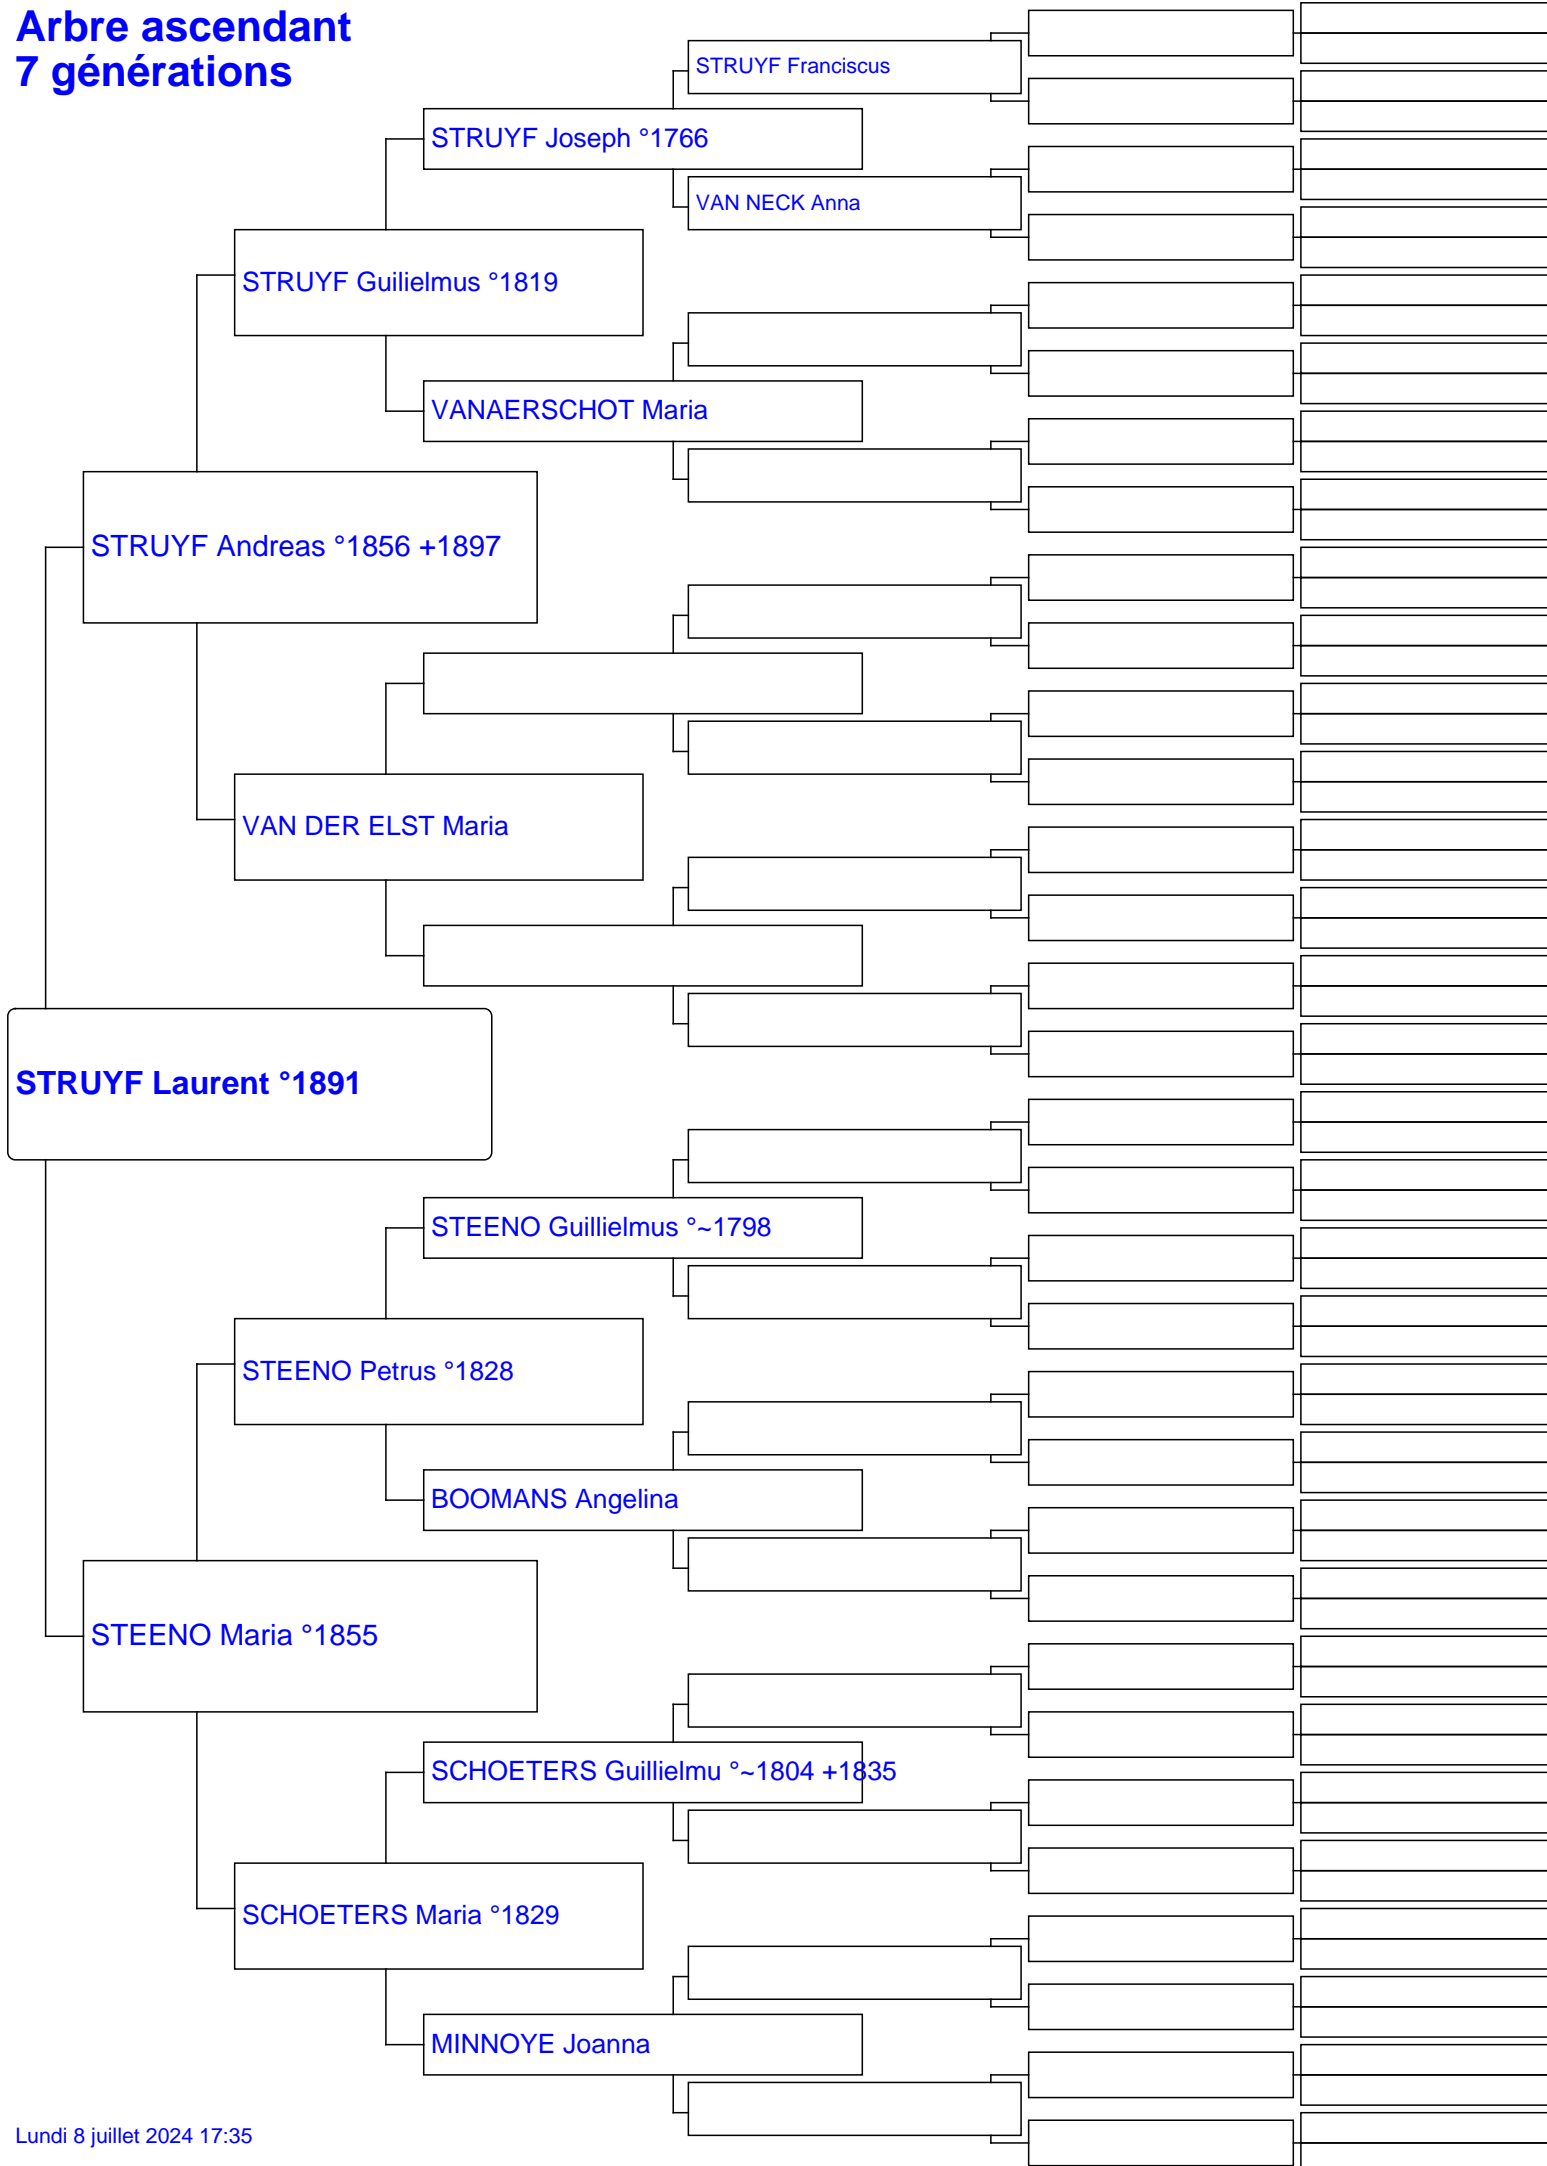 Arbre ascendant
7 générations
STRUYF Franciscus
STRUYF Joseph °1766
VAN NECK Anna
STRUYF Guilielmus °1819
VANAERSCHOT Maria
STRUYF Andreas °1856 +1897
VAN DER ELST Maria
STRUYF Laurent °1891
STEENO Guillielmus °~1798
STEENO Petrus °1828
BOOMANS Angelina
STEENO Maria °1855
SCHOETERS Guillielmu °~1804 +1835
SCHOETERS Maria °1829
MINNOYE Joanna
Lundi 8 juillet 2024 17:35